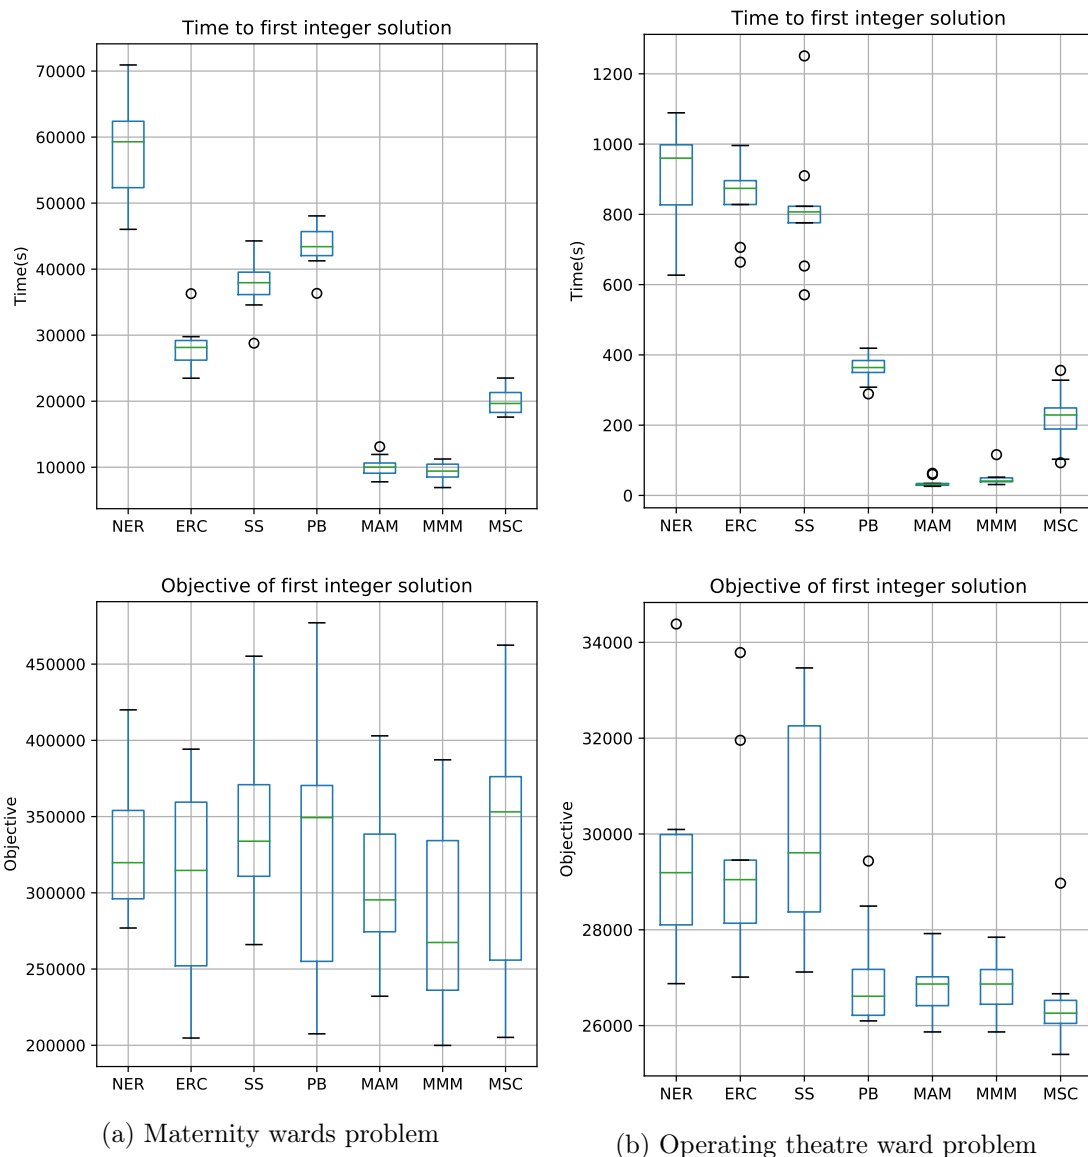 Time to first integer solution
Time(s)
70000
60000
50000
40000
30000
20000
10000
NER ERC SS PB MAM MMM MSC
Time to first integer solution
Time(s)
1200
1000
800
600
400
200
0
NER ERC SS PB MAM MMM MSC
Objective of first integer solution
Objective
450000
400000
350000
300000
250000
200000
NER ERC SS PB MAM MMM MSC
(a) Maternity wards problem
Objective of first integer solution
Objective
34000
32000
30000
28000
26000
NER ERC SS PB MAM MMM MSC
(b) Operating theatre ward problem